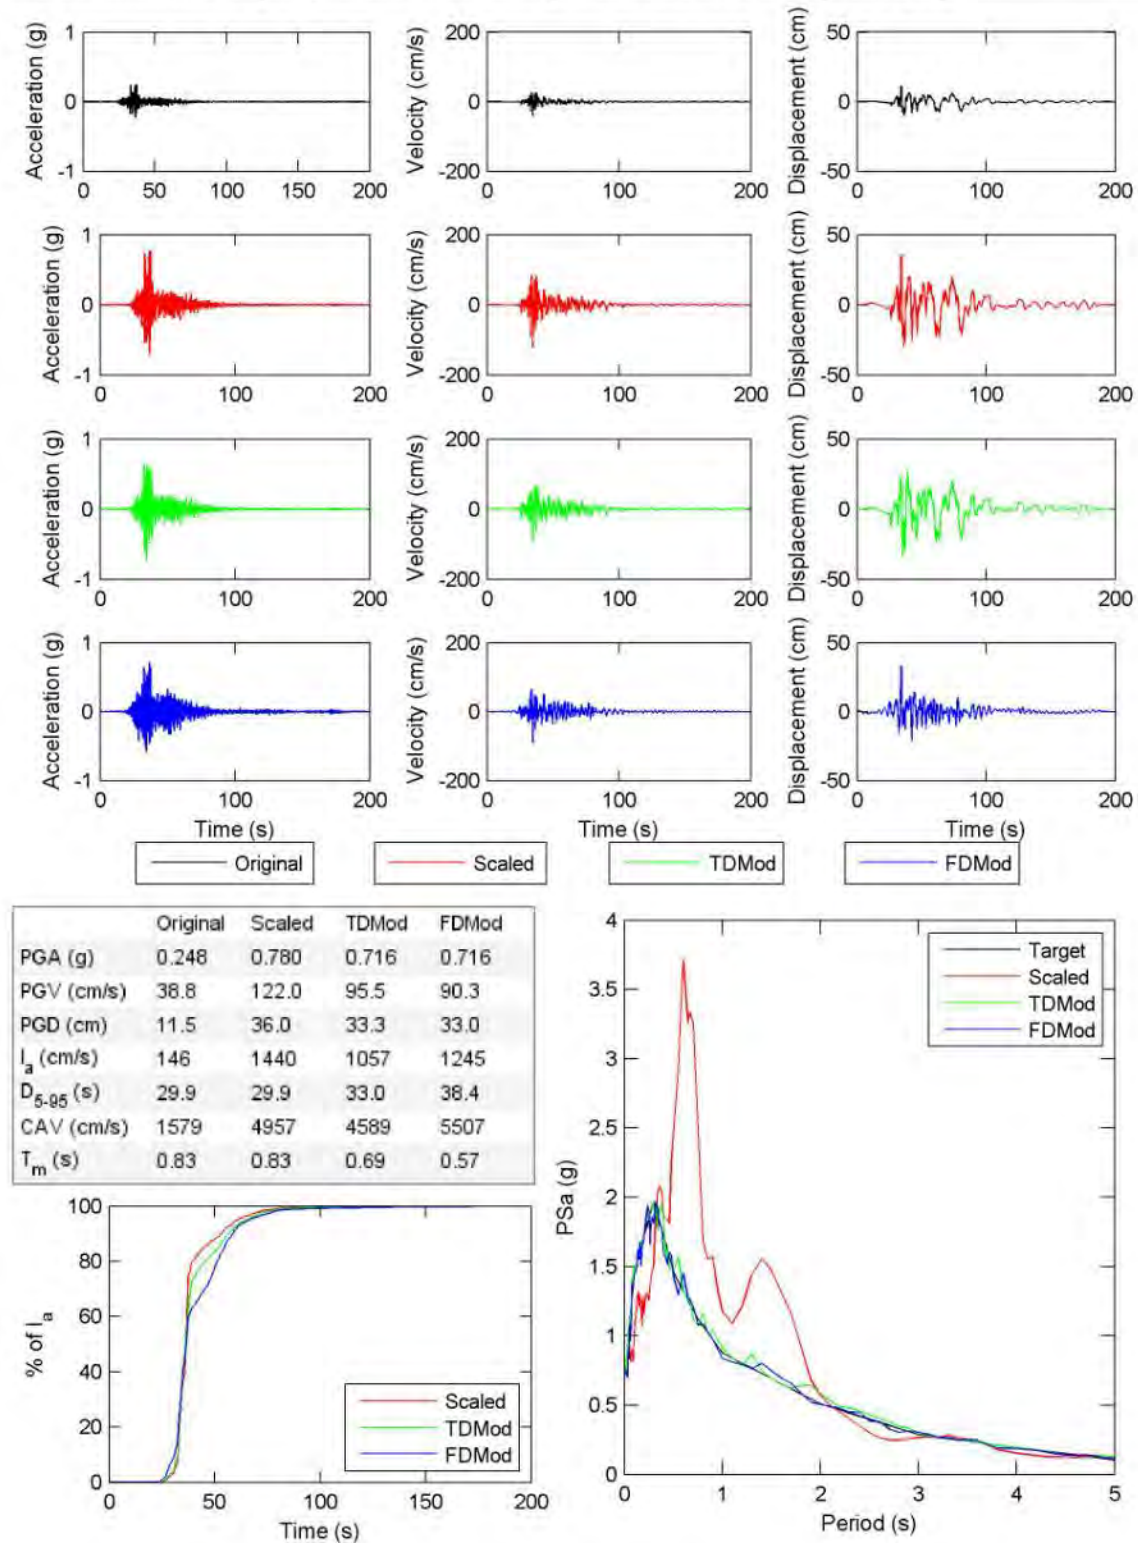 Acceleration (g)
1
0
-1
0 50 100 150 200
Velocity (cm/s)
200
0
-200
0 100 200
Displacement (cm)
50
0
-50
0 100 200
Acceleration (g)
1
0
-1
0 100 200
Velocity (cm/s)
200
0
-200
0 100 200
Displacement (cm)
50
0
-50
0 100 200
Acceleration (g)
1
0
-1
0 100 200
Velocity (cm/s)
200
0
-200
0 100 200
Displacement (cm)
50
0
-50
0 100 200
Acceleration (g)
1
0
-1
0 100 200
Time (s)
Velocity (cm/s)
200
0
-200
0 100 200
Time (s)
Displacement (cm)
50
0
-50
0 100 200
Time (s)
Original Scaled TDMod FDMod
Original Scaled TDMod FDMod
PGA (g) 0.248 0.780 0.716 0.716
PGV (cm/s) 38.8 122.0 95.5 90.3
PGD (cm) 11.5 36.0 33.3 33.0
Ia (cm/s) 146 1440 1057 1245
D5-95 (s) 29.9 29.9 33.0 38.4
CAV (cm/s) 1579 4957 4589 5507
Tm (s) 0.83 0.83 0.69 0.57
% of Ia
100
80
60
40
20
0
0 50 100 150 200
Time (s)
Scaled
TDMod
FDMod
PSa (g)
4
3.5
3
2.5
2
1.5
1
0.5
0
0 1 2 3 4 5
Period (s)
Target
Scaled
TDMod
FDMod